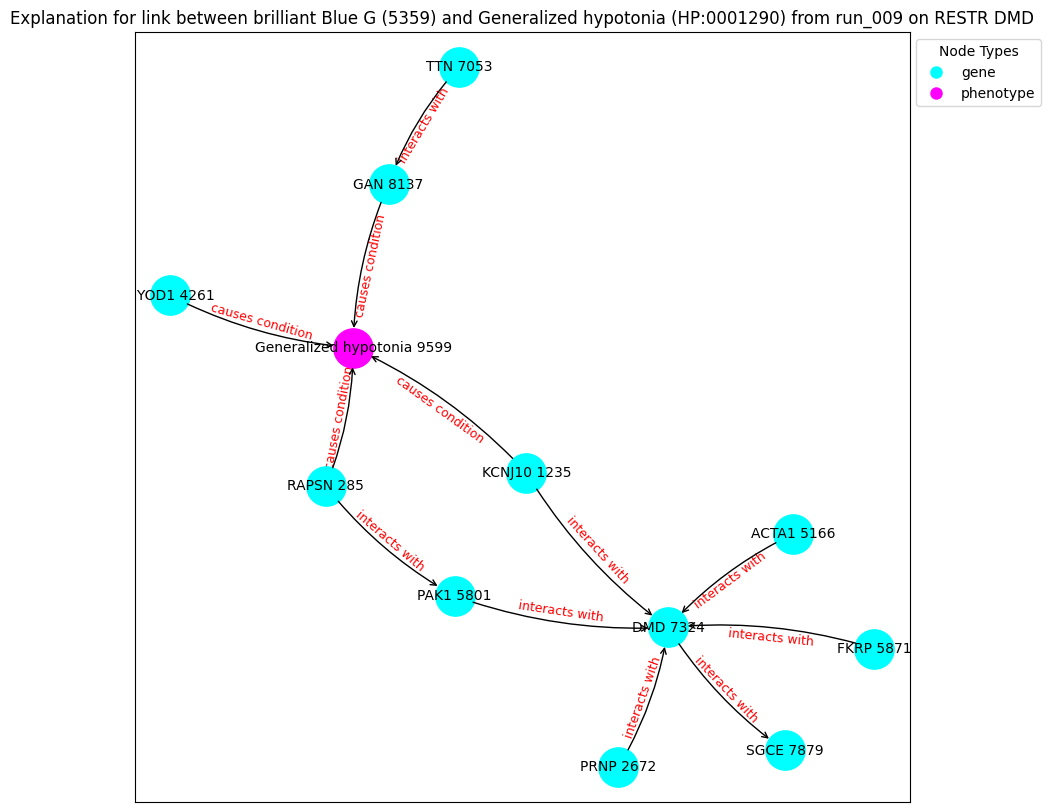 Explanation for link between brilliant Blue G (5359) and Generalized hypotonia (HP:0001290) from run_009 on RESTR DMD
Node Types
gene
phenotype
TTN 7053
interacts with
GAN 8137
causes condition
YOD1 4261
causes condition
Generalized hypotonia 9599
causes condition
causes condition
RAPSN 285
KCNJ10 1235
interacts with
interacts with
ACTA1 5166
interacts with
PAK1 5801
interacts with
DMD 7324
interacts with
FKRP 5871
interacts with
interacts with
SGCE 7879
PRNP 2672